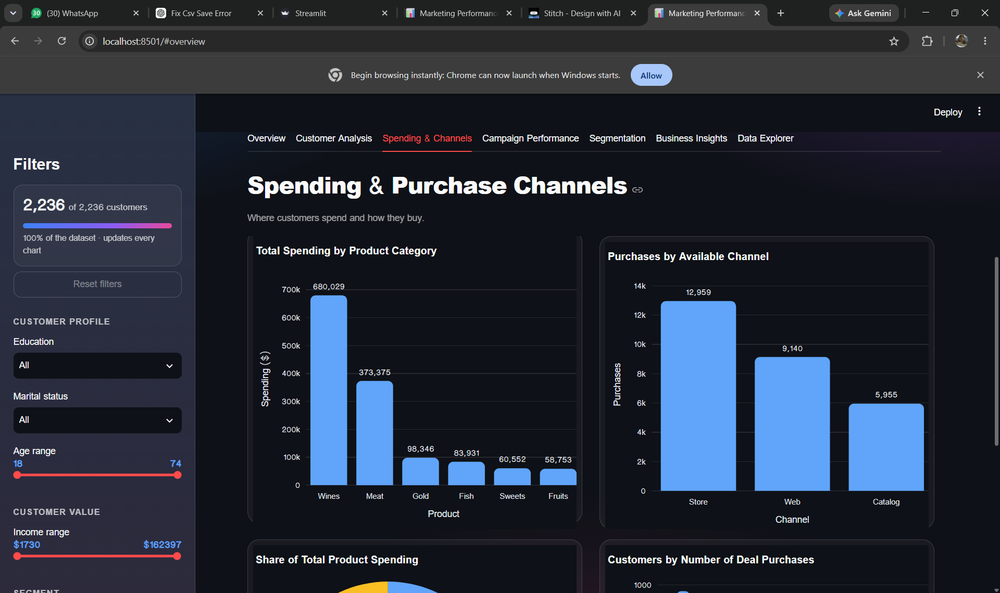 30 (30) WhatsApp
Fix Csv Save Error
Streamlit
Marketing Performanc
Stitch - Design with AI
Marketing Performanc
Ask Gemini
localhost:8501/#overview
Begin browsing instantly: Chrome can now launch when Windows starts.
Allow
Deploy
Filters
2,236 of 2,236 customers
100% of the dataset · updates every
chart
Reset filters
CUSTOMER PROFILE
Education
All
Marital status
All
Age range
18 74
CUSTOMER VALUE
Income range
$1730 $162397
SEGMENT
Overview Customer Analysis Spending & Channels Campaign Performance Segmentation Business Insights Data Explorer
Spending & Purchase Channels
Where customers spend and how they buy.
Total Spending by Product Category
Spending ($)
700k
600k
500k
400k
300k
200k
100k
0
680,029
373,375
98,346
83,931
60,552
58,753
Wines Meat Gold Fish Sweets Fruits
Product
Purchases by Available Channel
Purchases
14k
12k
10k
8k
6k
4k
2k
0
12,959
9,140
5,955
Store Web Catalog
Channel
Share of Total Product Spending
Customers by Number of Deal Purchases
1000